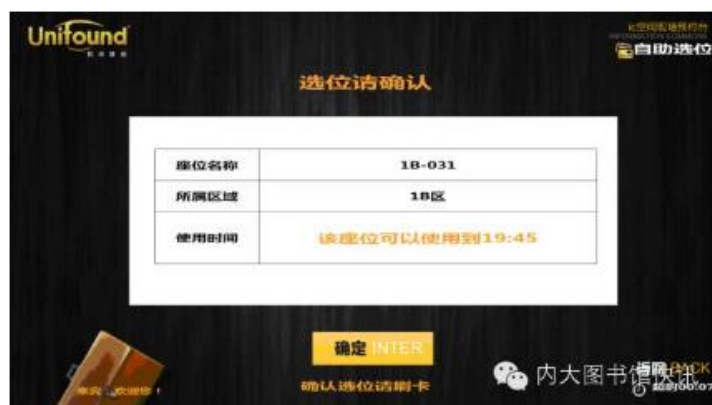 Unifound
自助选位
选位请确认
座位名称 1B-031
所属区域 1B区
使用时间 该座位可以使用到19:45
确定 INTER
确认选位请刷卡
内大图书馆快讯